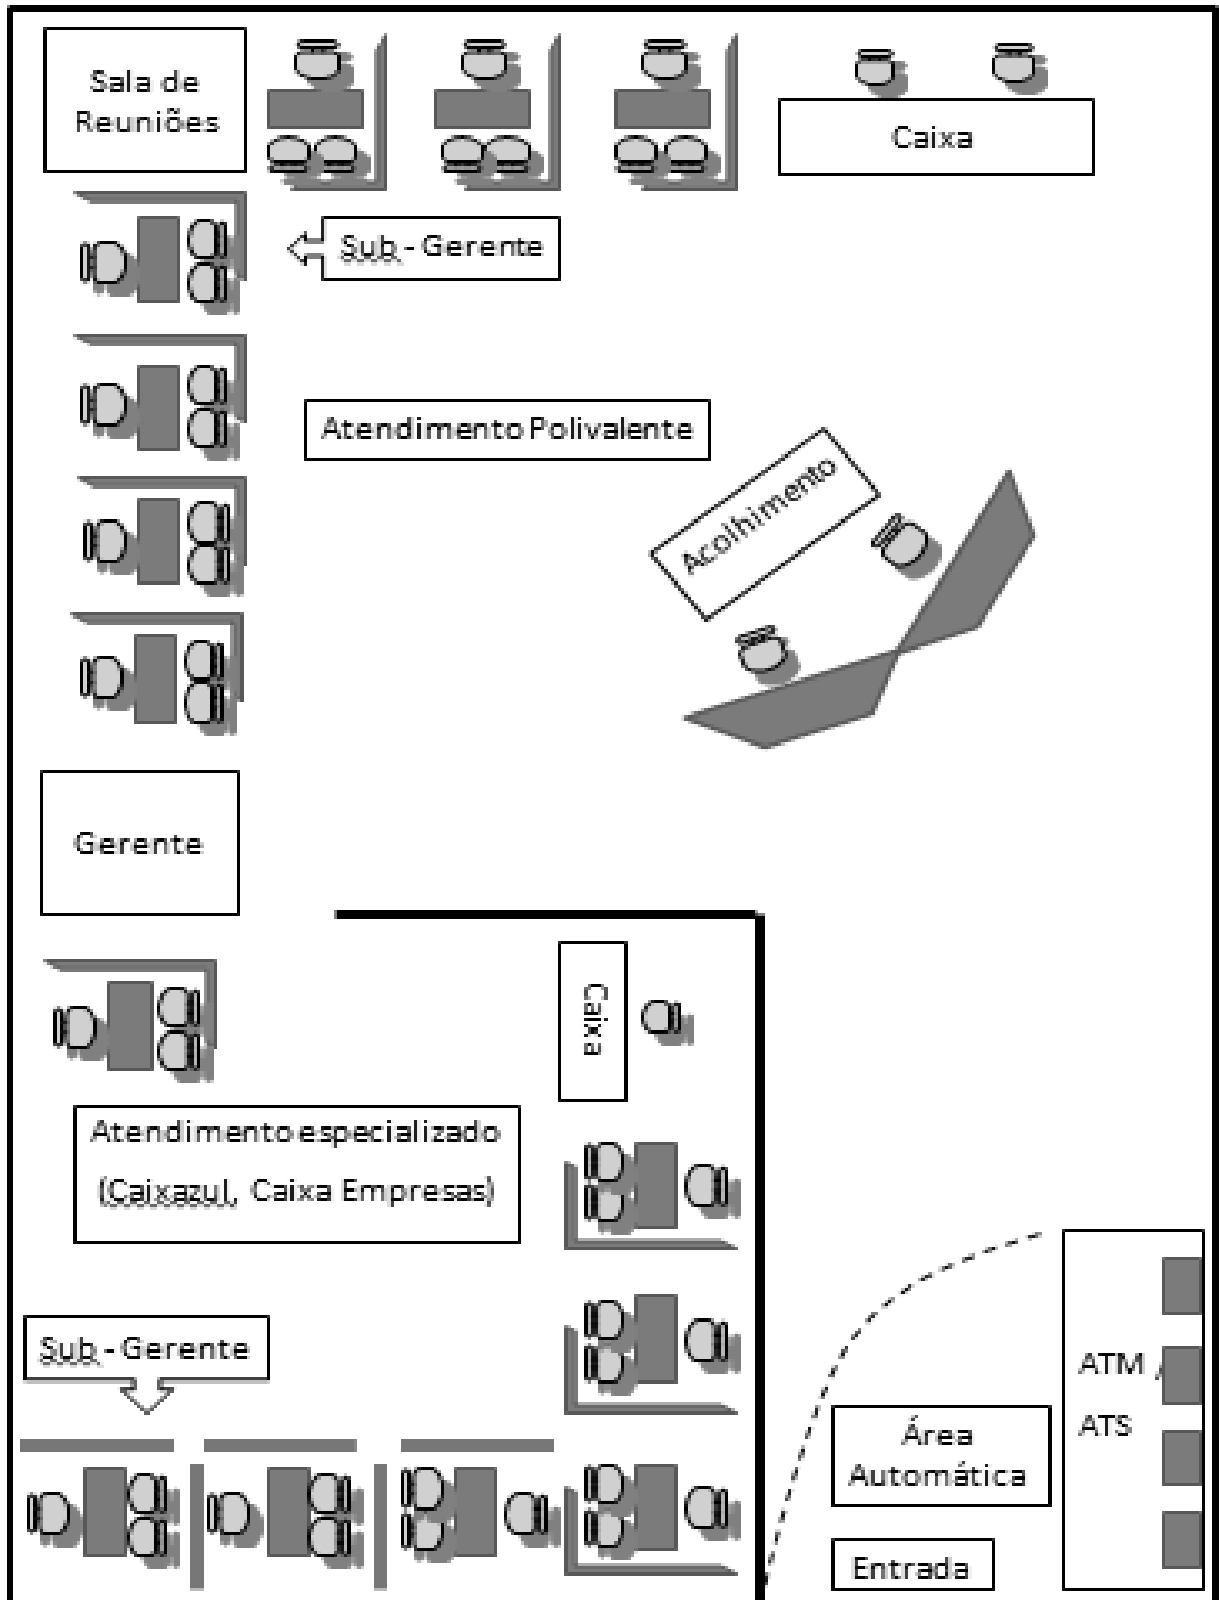 Sala de
Reuniões
Caixa
Sub - Gerente
Atendimento Polivalente
Acolhimento
Gerente
Caixa
Atendimento especializado
(Caixazul, Caixa Empresas)
Sub - Gerente
ATM /
ATS
Área
Automática
Entrada